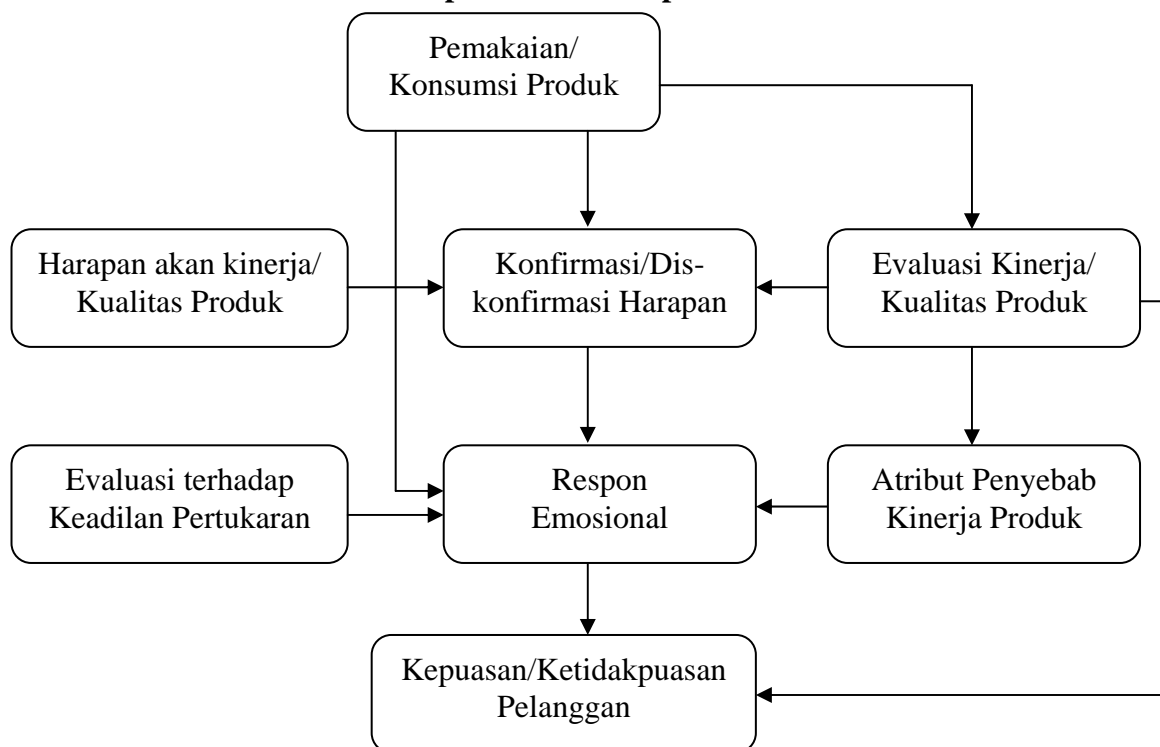 Pemakaian/
Konsumsi Produk
Harapan akan kinerja/
Kualitas Produk
Konfirmasi/Dis-
konfirmasi Harapan
Evaluasi Kinerja/
Kualitas Produk
Evaluasi terhadap
Keadilan Pertukaran
Respon
Emosional
Atribut Penyebab
Kinerja Produk
Kepuasan/Ketidakpuasan
Pelanggan